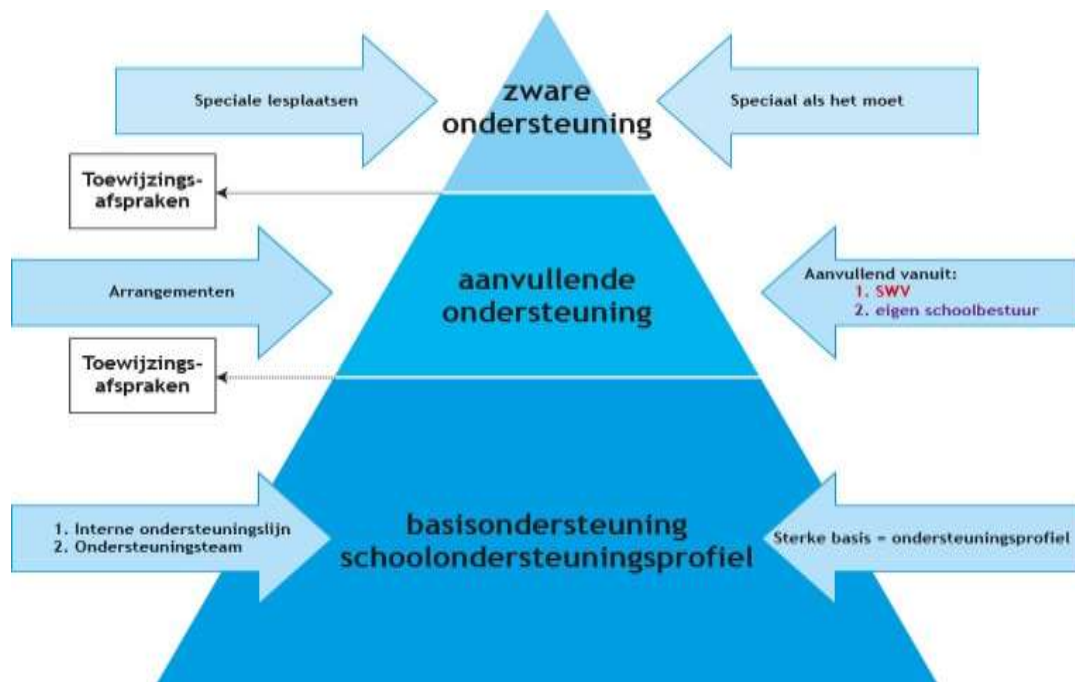 Speciale lesplaatsen
zware
ondersteuning
Speciaal als het moet
Toewijzings-
afspraken
Arrangementen
aanvullende
ondersteuning
Aanvullend vanuit:
1. SWV
2. eigen schoolbestuur
Toewijzings-
afspraken
1. Interne ondersteuningslijn
2. Ondersteuningsteam
basisondersteuning
schoolondersteuningsprofiel
Sterke basis = ondersteuningsprofiel